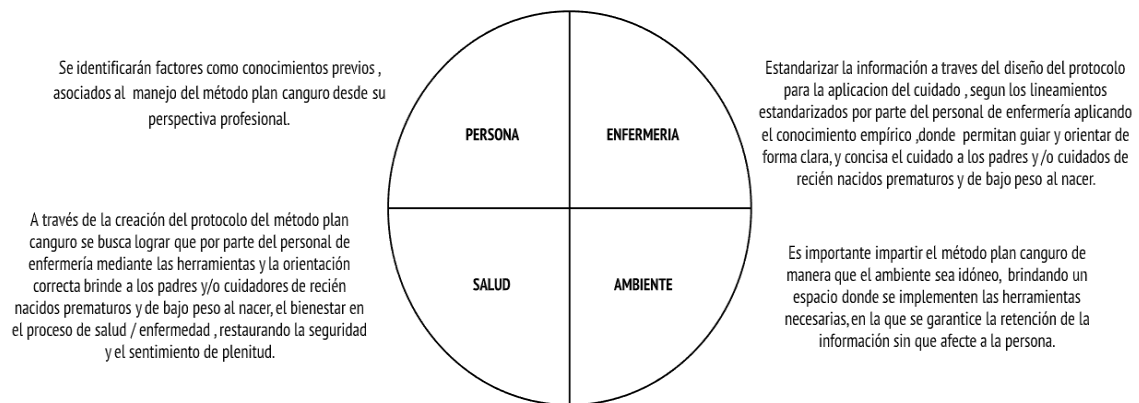 Se identificarán factores como conocimientos previos ,
asociados al manejo del método plan canguro desde su
perspectiva profesional.
PERSONA
ENFERMERIA
Estandarizar la información a traves del diseño del protocolo
para la aplicacion del cuidado , segun los lineamientos
estandarizados por parte del personal de enfermería aplicando
el conocimiento empírico ,donde permitan guiar y orientar de
forma clara, y concisa el cuidado a los padres y /o cuidados de
recién nacidos prematuros y de bajo peso al nacer.
A través de la creación del protocolo del método plan
canguro se busca lograr que por parte del personal de
enfermería mediante las herramientas y la orientación
correcta brinde a los padres y/o cuidadores de recién
nacidos prematuros y de bajo peso al nacer, el bienestar en
el proceso de salud / enfermedad , restaurando la seguridad
y el sentimiento de plenitud.
SALUD
AMBIENTE
Es importante impartir el método plan canguro de
manera que el ambiente sea idóneo, brindando un
espacio donde se implementen las herramientas
necesarias, en la que se garantice la retención de la
información sin que afecte a la persona.